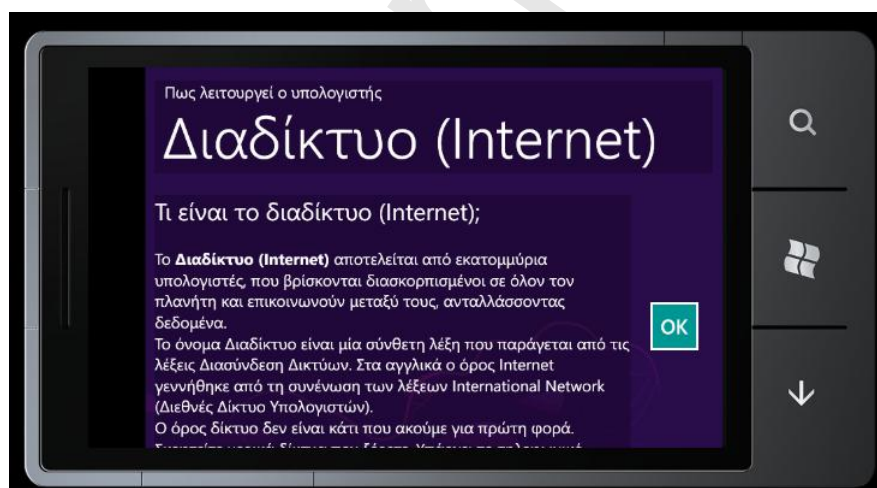 Πως λειτουργεί ο υπολογιστής
Διαδίκτυο (Internet)
Τι είναι το διαδίκτυο (Internet);
Το Διαδίκτυο (Internet) αποτελείται από εκατομμύρια
υπολογιστές, που βρίσκονται διασκορπισμένοι σε όλον τον
πλανήτη και επικοινωνούν μεταξύ τους, ανταλλάσσοντας
δεδομένα.
Το όνομα Διαδίκτυο είναι μία σύνθετη λέξη που παράγεται από τις
λέξεις Διασύνδεση Δικτύων. Στα αγγλικά ο όρος Internet
γεννήθηκε από τη συνένωση των λέξεων International Network
(Διεθνές Δίκτυο Υπολογιστών).
Ο όρος δίκτυο δεν είναι κάτι που ακούμε για πρώτη φορά.
OK